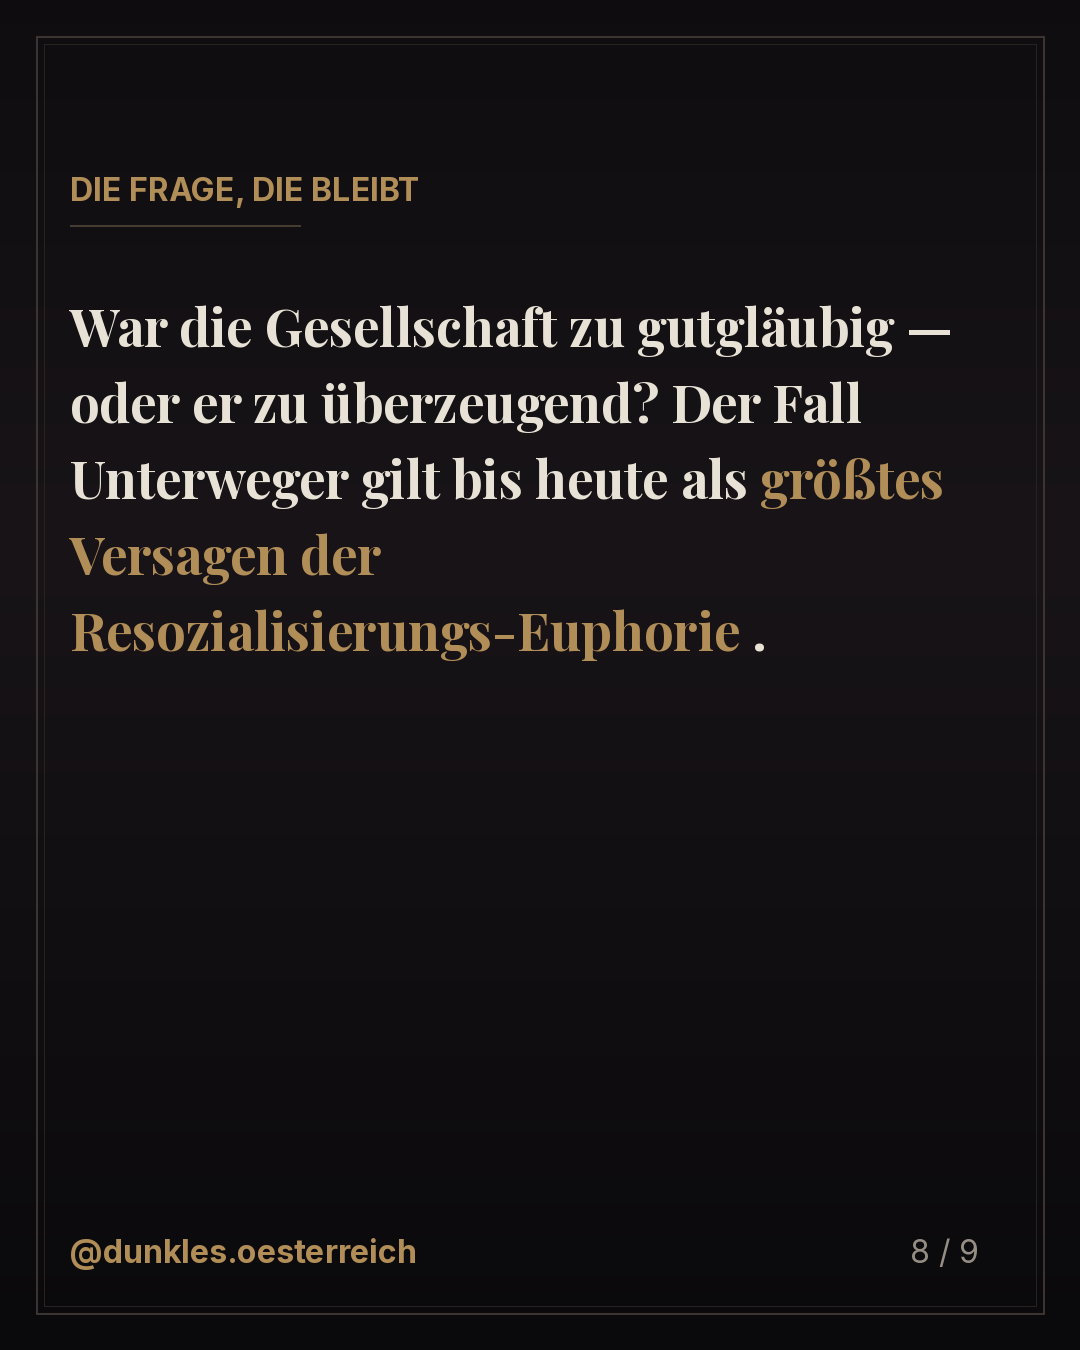 DIE FRAGE, DIE BLEIBT
War die Gesellschaft zu gutgläubig —
oder er zu überzeugend? Der Fall
Unterweger gilt bis heute als größtes
Versagen der
Resozialisierungs-Euphorie .
@dunkles.oesterreich
8 / 9